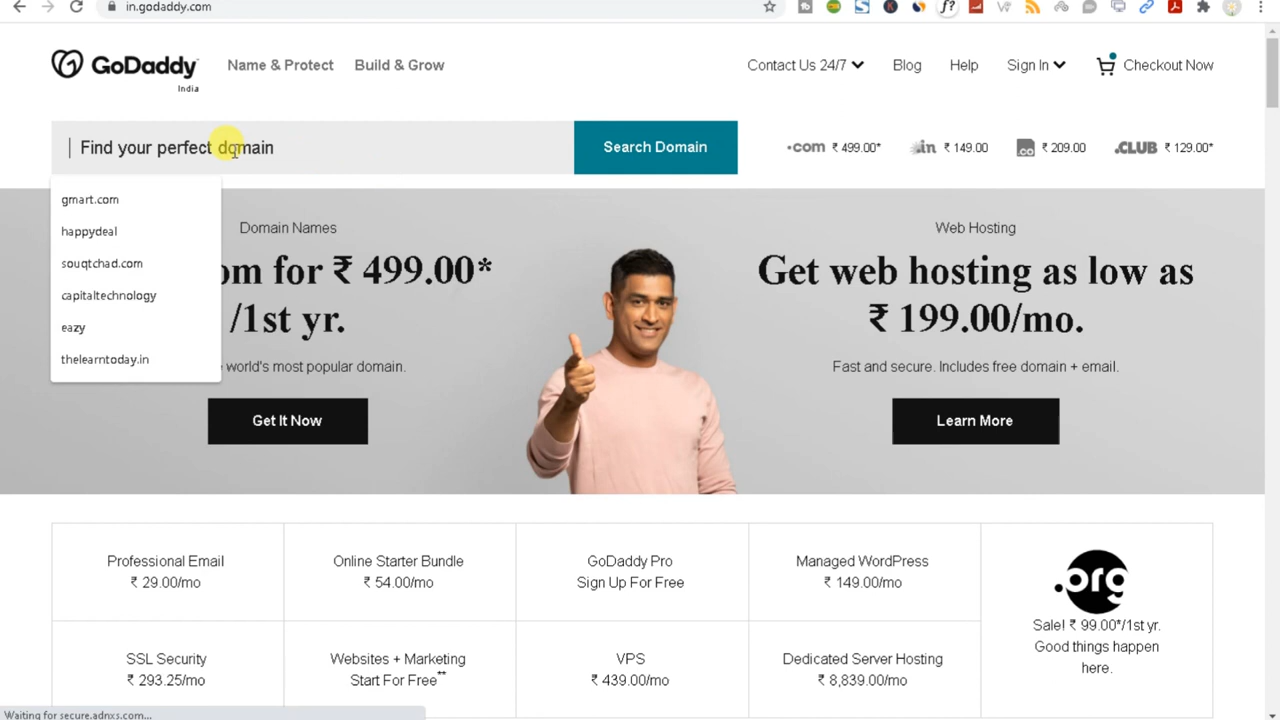 in.godaddy.com
GoDaddy
India
Name & Protect
Build & Grow
Contact Us 24/7
Blog
Help
Sign In
Checkout Now
Find your perfect domain
Search Domain
.com ₹ 499.00*
.in ₹ 149.00
.co ₹ 209.00
.CLUB ₹ 129.00*
gmart.com
happydeal
souqtchad.com
capitaltechnology
eazy
thelearntoday.in
Domain Names
om for ₹ 499.00*
/1st yr.
world's most popular domain.
Get It Now
Web Hosting
Get web hosting as low as
₹ 199.00/mo.
Fast and secure. Includes free domain + email.
Learn More
Professional Email
₹ 29.00/mo
Online Starter Bundle
₹ 54.00/mo
GoDaddy Pro
Sign Up For Free
Managed WordPress
₹ 149.00/mo
.org
Sale! ₹ 99.00*/1st yr.
Good things happen
here.
SSL Security
₹ 293.25/mo
Websites + Marketing
Start For Free**
VPS
₹ 439.00/mo
Dedicated Server Hosting
₹ 8,839.00/mo
Waiting for secure.adnxs.com...